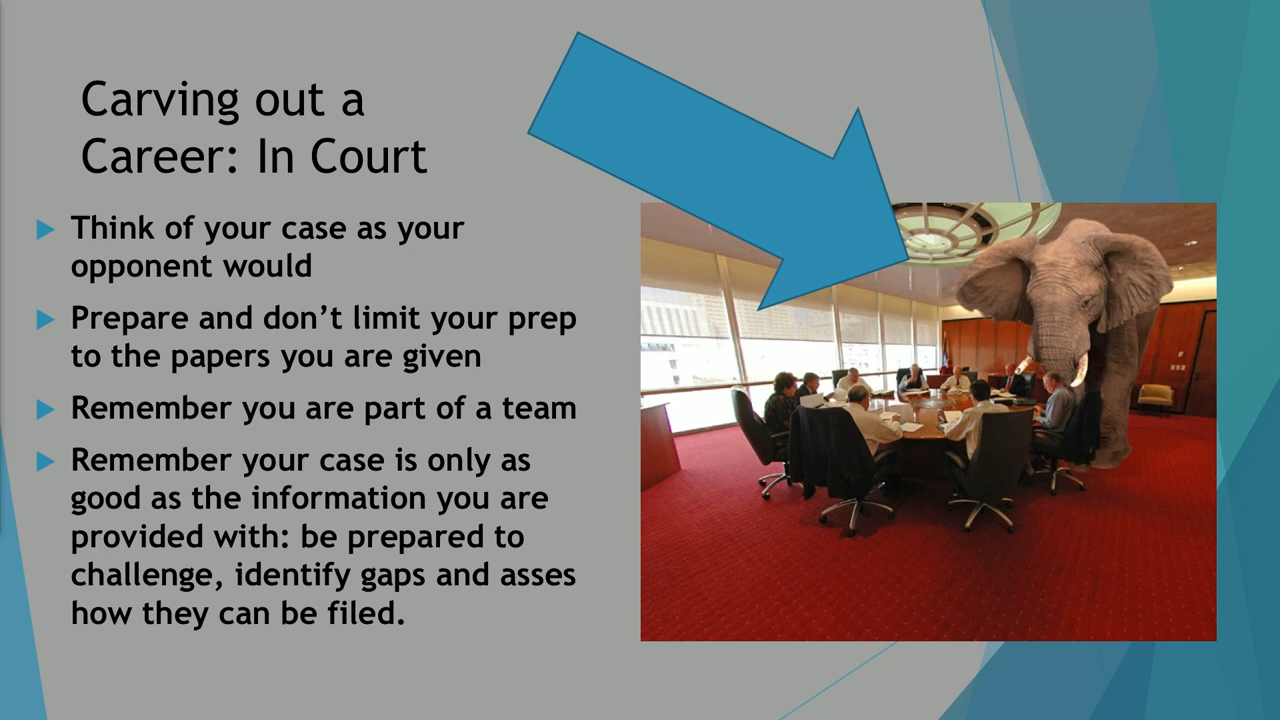 Carving out a
Career: In Court
Think of your case as your
opponent would
Prepare and don’t limit your prep
to the papers you are given
Remember you are part of a team
Remember your case is only as
good as the information you are
provided with: be prepared to
challenge, identify gaps and asses
how they can be filed.